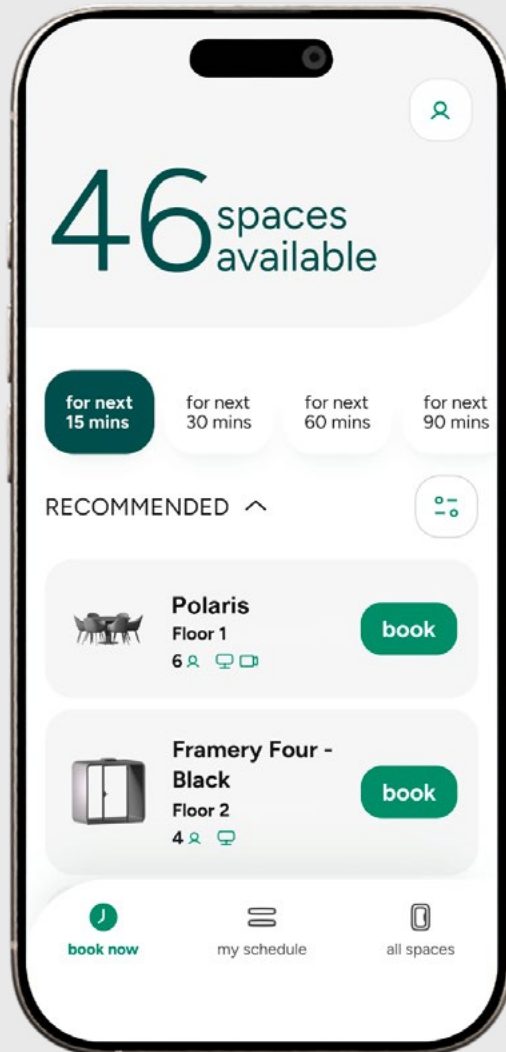 46 spaces
available
for next
15 mins
for next
30 mins
for next
60 mins
for next
90 mins
RECOMMENDED
Polaris
Floor 1
6
book
Framery Four -
Black
Floor 2
4
book
book now
my schedule
all spaces